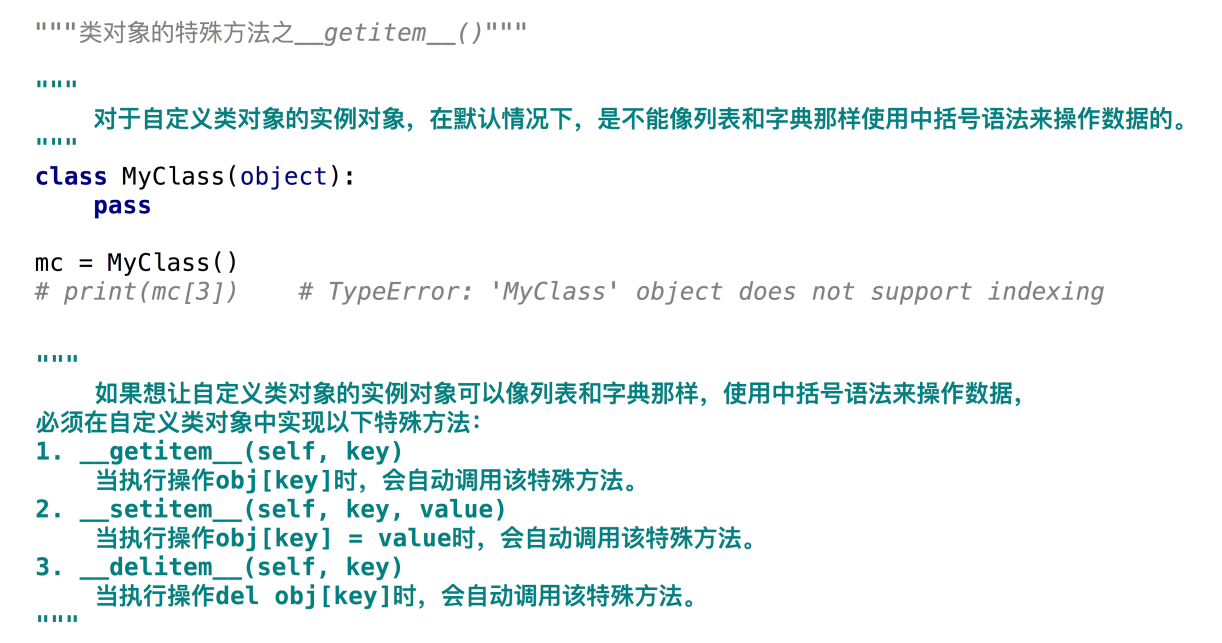 """类对象的特殊方法之__getitem__()"""
"""
对于自定义类对象的实例对象，在默认情况下，是不能像列表和字典那样使用中括号语法来操作数据的。
"""
class MyClass(object):
    pass
mc = MyClass()
# print(mc[3])    # TypeError: 'MyClass' object does not support indexing
"""
    如果想让自定义类对象的实例对象可以像列表和字典那样，使用中括号语法来操作数据，
必须在自定义类对象中实现以下特殊方法：
1. __getitem__(self, key)
    当执行操作obj[key]时，会自动调用该特殊方法。
2. __setitem__(self, key, value)
    当执行操作obj[key] = value时，会自动调用该特殊方法。
3. __delitem__(self, key)
    当执行操作del obj[key]时，会自动调用该特殊方法。
"""